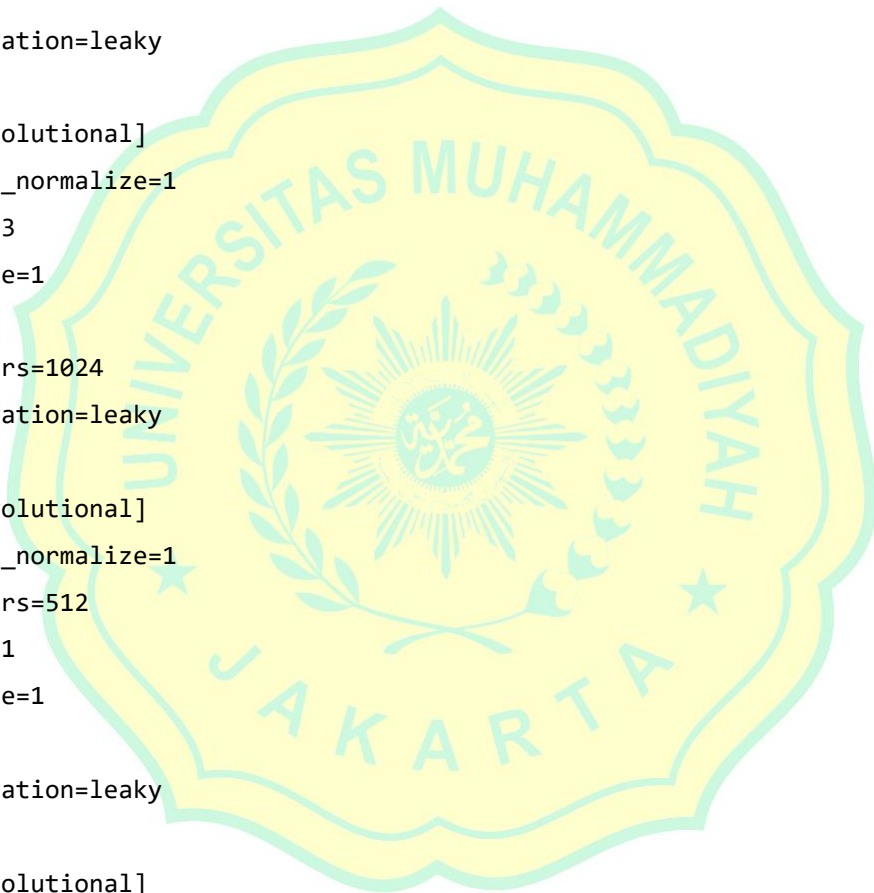 ation=leaky
olutional]
_normalize=1
3
e=1
rs=1024
ation=leaky
olutional]
_normalize=1
rs=512
1
e=1
ation=leaky
olutional]
UNIVERSITAS MUHAMMADIYAH
JAKARTA